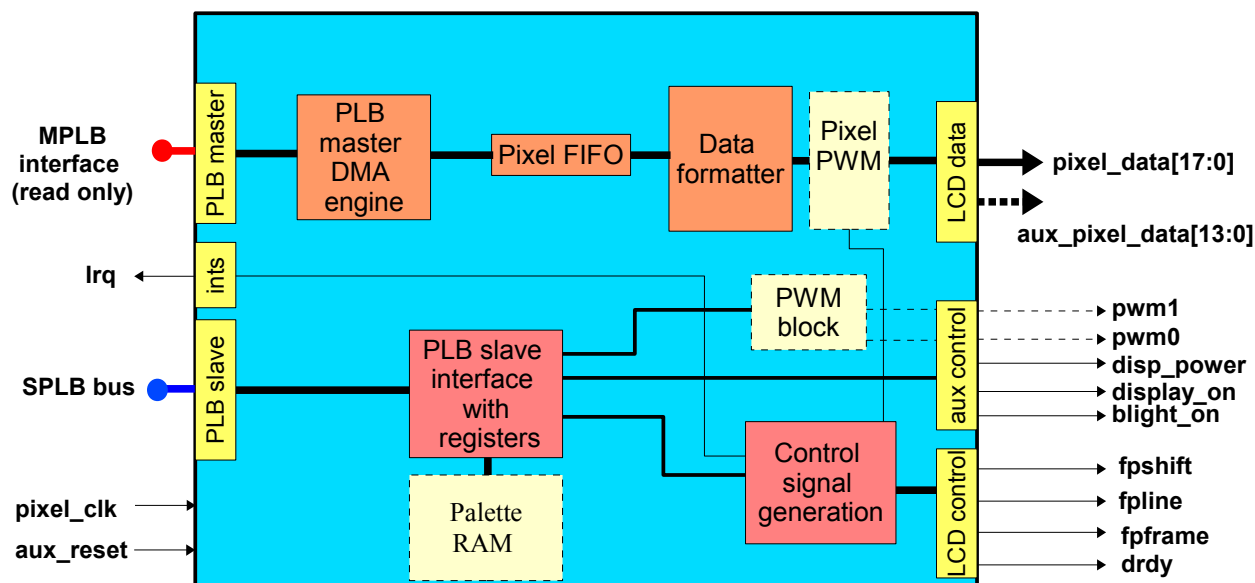 MPLB
interface
(read only)
PLB master
PLB
master
DMA
engine
Pixel FIFO
Data
formatter
Pixel
PWM
LCD data
pixel_data[17:0]
aux_pixel_data[13:0]
Irq
ints
PWM
block
aux control
pwm1
pwm0
disp_power
display_on
blight_on
SPLB bus
PLB slave
PLB slave
interface
with
registers
Palette
RAM
Control
signal
generation
LCD control
fpshift
fpline
fpframe
drdy
pixel_clk
aux_reset